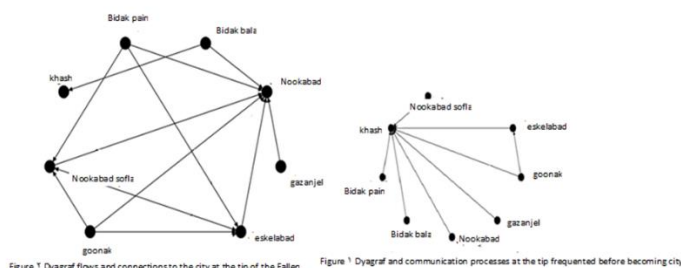 Bidak pain
Bidak bala
khash
Nookabad
Nookabad sofla
gazanjel
goonak
eskelabad
Figure ۲ Dyagraf flows and connections to the city at the tip of the Fallen
Nookabad sofla
khash
eskelabad
goonak
Bidak pain
gazanjel
Bidak bala
Nookabad
Figure ۱ Dyagraf and communication processes at the tip frequented before becoming city